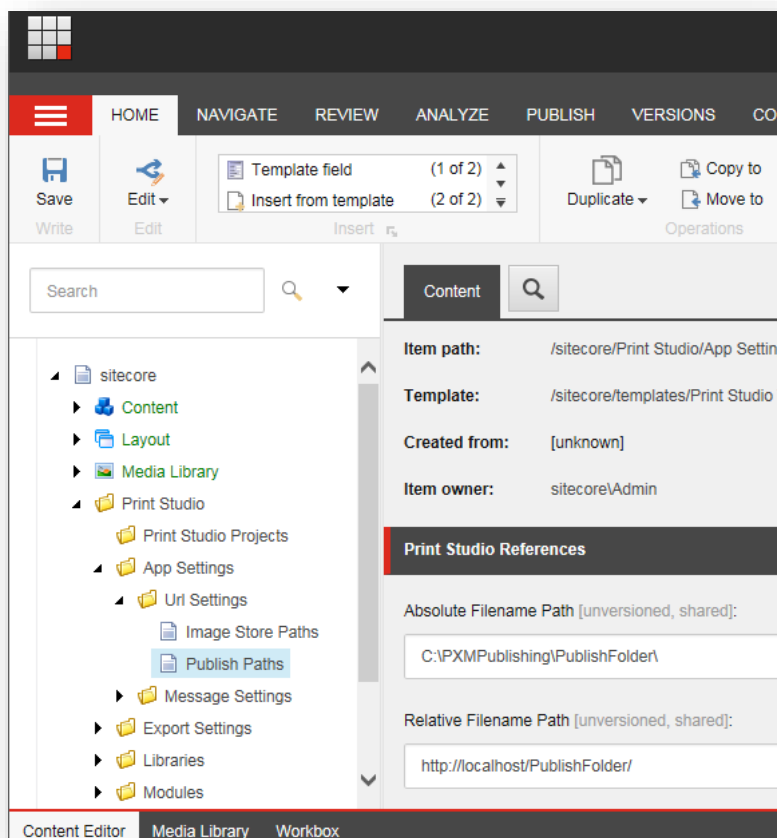 HOME NAVIGATE REVIEW ANALYZE PUBLISH VERSIONS CO
Template field (1 of 2)
Insert from template (2 of 2)
Save
Edit
Duplicate
Copy to
Move to
Write
Edit
Insert
Operations
Search
sitecore
Content
Layout
Media Library
Print Studio
Print Studio Projects
App Settings
Url Settings
Image Store Paths
Publish Paths
Message Settings
Export Settings
Libraries
Modules
Content
Item path: /sitecore/Print Studio/App Settin
Template: /sitecore/templates/Print Studio
Created from: [unknown]
Item owner: sitecore\Admin
Print Studio References
Absolute Filename Path [unversioned, shared]:
C:\PXMPublishing\PublishFolder\
Relative Filename Path [unversioned, shared]:
http://localhost/PublishFolder/
Content Editor Media Library Workbox